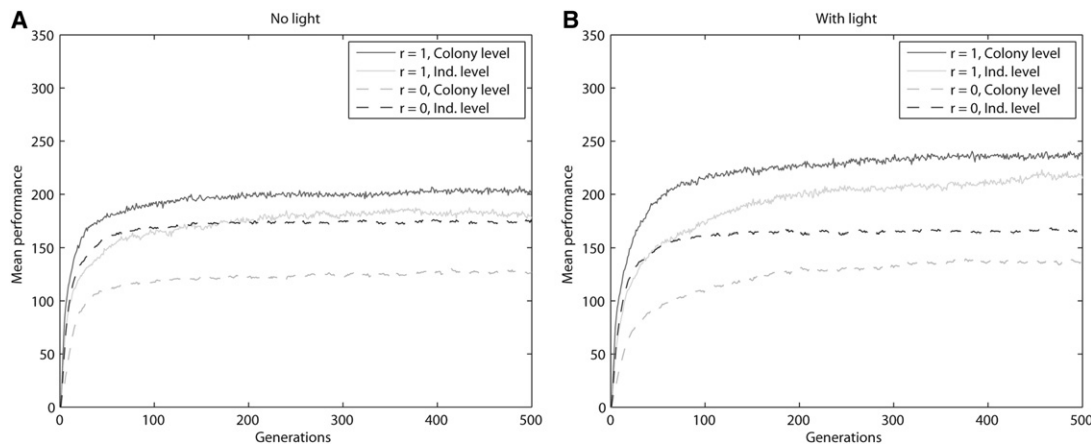 A
No light
350
300
250
200
150
100
50
0
Mean performance
r = 1, Colony level
r = 1, Ind. level
r = 0, Colony level
r = 0, Ind. level
0 100 200 300 400 500
Generations
B
With light
350
300
250
200
150
100
50
0
Mean performance
r = 1, Colony level
r = 1, Ind. level
r = 0, Colony level
r = 0, Ind. level
0 100 200 300 400 500
Generations